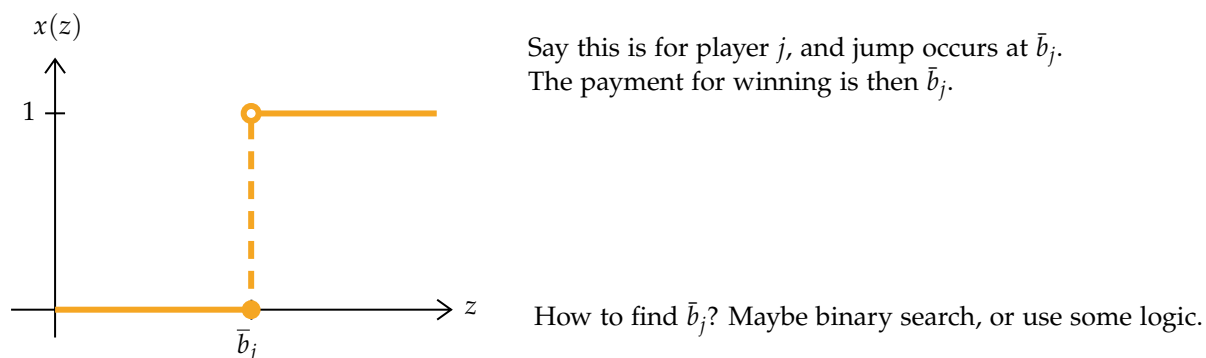 x(z)
Say this is for player j, and jump occurs at b̄ⱼ.
The payment for winning is then b̄ⱼ.
1
z
How to find b̄ⱼ? Maybe binary search, or use some logic.
b̄ⱼ